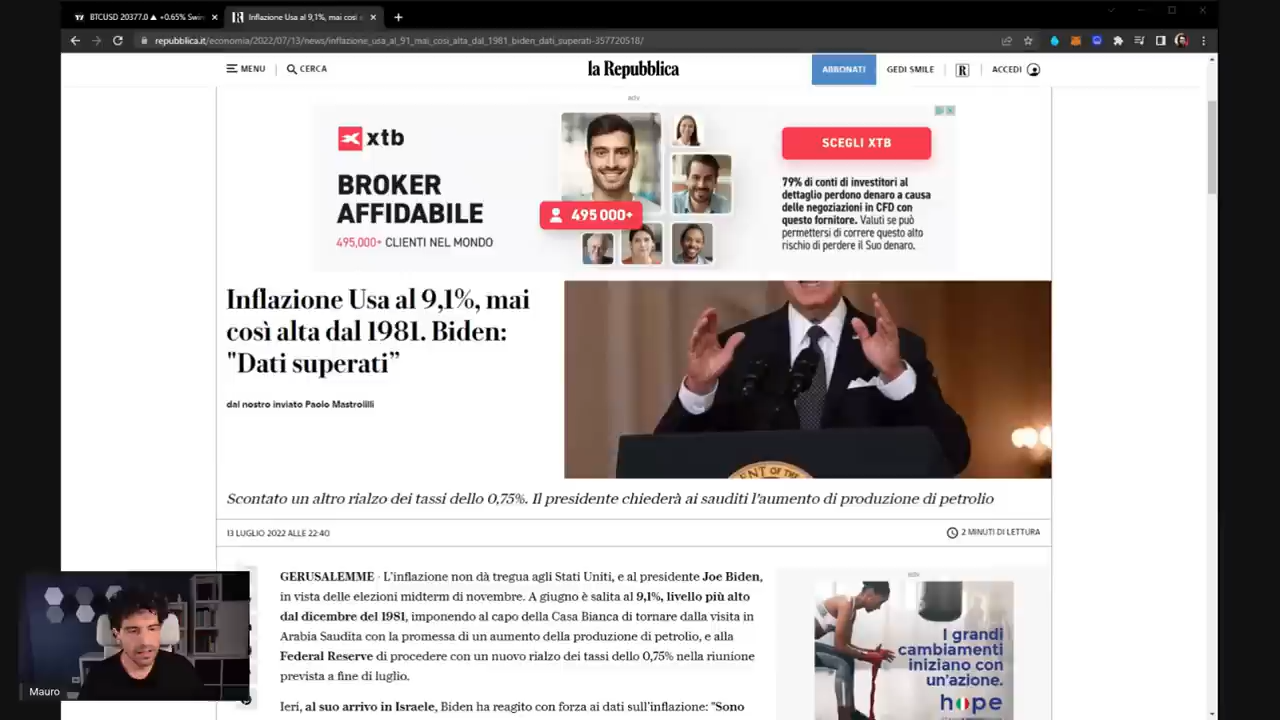 BTCUSD 20377.0 ▲ +0.65%
Inflazione Usa al 9,1%, mai così
repubblica.it/economia/2022/07/13/news/inflazione_usa_al_91_mai_cosi_alta_dal_1981_biden_dati_superati-357720518/
MENU
CERCA
la Repubblica
ABBONATI
GEDI SMILE
R
ACCEDI
adv
xtb
BROKER
AFFIDABILE
495,000+ CLIENTI NEL MONDO
495 000+
SCEGLI XTB
79% di conti di investitori al
dettaglio perdono denaro a causa
delle negoziazioni in CFD con
questo fornitore. Valuti se può
permettersi di correre questo alto
rischio di perdere il Suo denaro.
Inflazione Usa al 9,1%, mai
così alta dal 1981. Biden:
"Dati superati”
dal nostro inviato Paolo Mastrolilli
Scontato un altro rialzo dei tassi dello 0,75%. Il presidente chiederà ai sauditi l'aumento di produzione di petrolio
13 LUGLIO 2022 ALLE 22:40
2 MINUTI DI LETTURA
GERUSALEMME · L'inflazione non dà tregua agli Stati Uniti, e al presidente Joe Biden,
in vista delle elezioni midterm di novembre. A giugno è salita al 9,1%, livello più alto
dal dicembre del 1981, imponendo al capo della Casa Bianca di tornare dalla visita in
Arabia Saudita con la promessa di un aumento della produzione di petrolio, e alla
Federal Reserve di procedere con un nuovo rialzo dei tassi dello 0,75% nella riunione
prevista a fine di luglio.
Ieri, al suo arrivo in Israele, Biden ha reagito con forza ai dati sull'inflazione: "Sono
adv
I grandi
cambiamenti
iniziano con
un'azione.
hope
Mauro